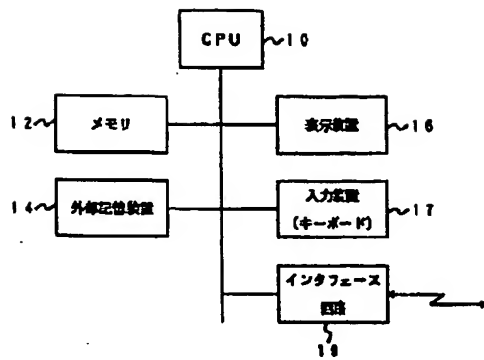 CPU
10
12
メモリ
表示装置
16
14
外部記憶装置
入力装置
(キーボード)
17
インタフェース
回路
19